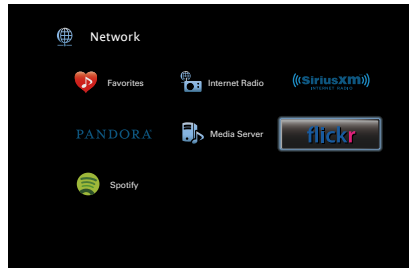 Network
Favorites
Internet Radio
((SiriusXM))
INTERNET RADIO
PANDORA®
Media Server
flickr
Spotify